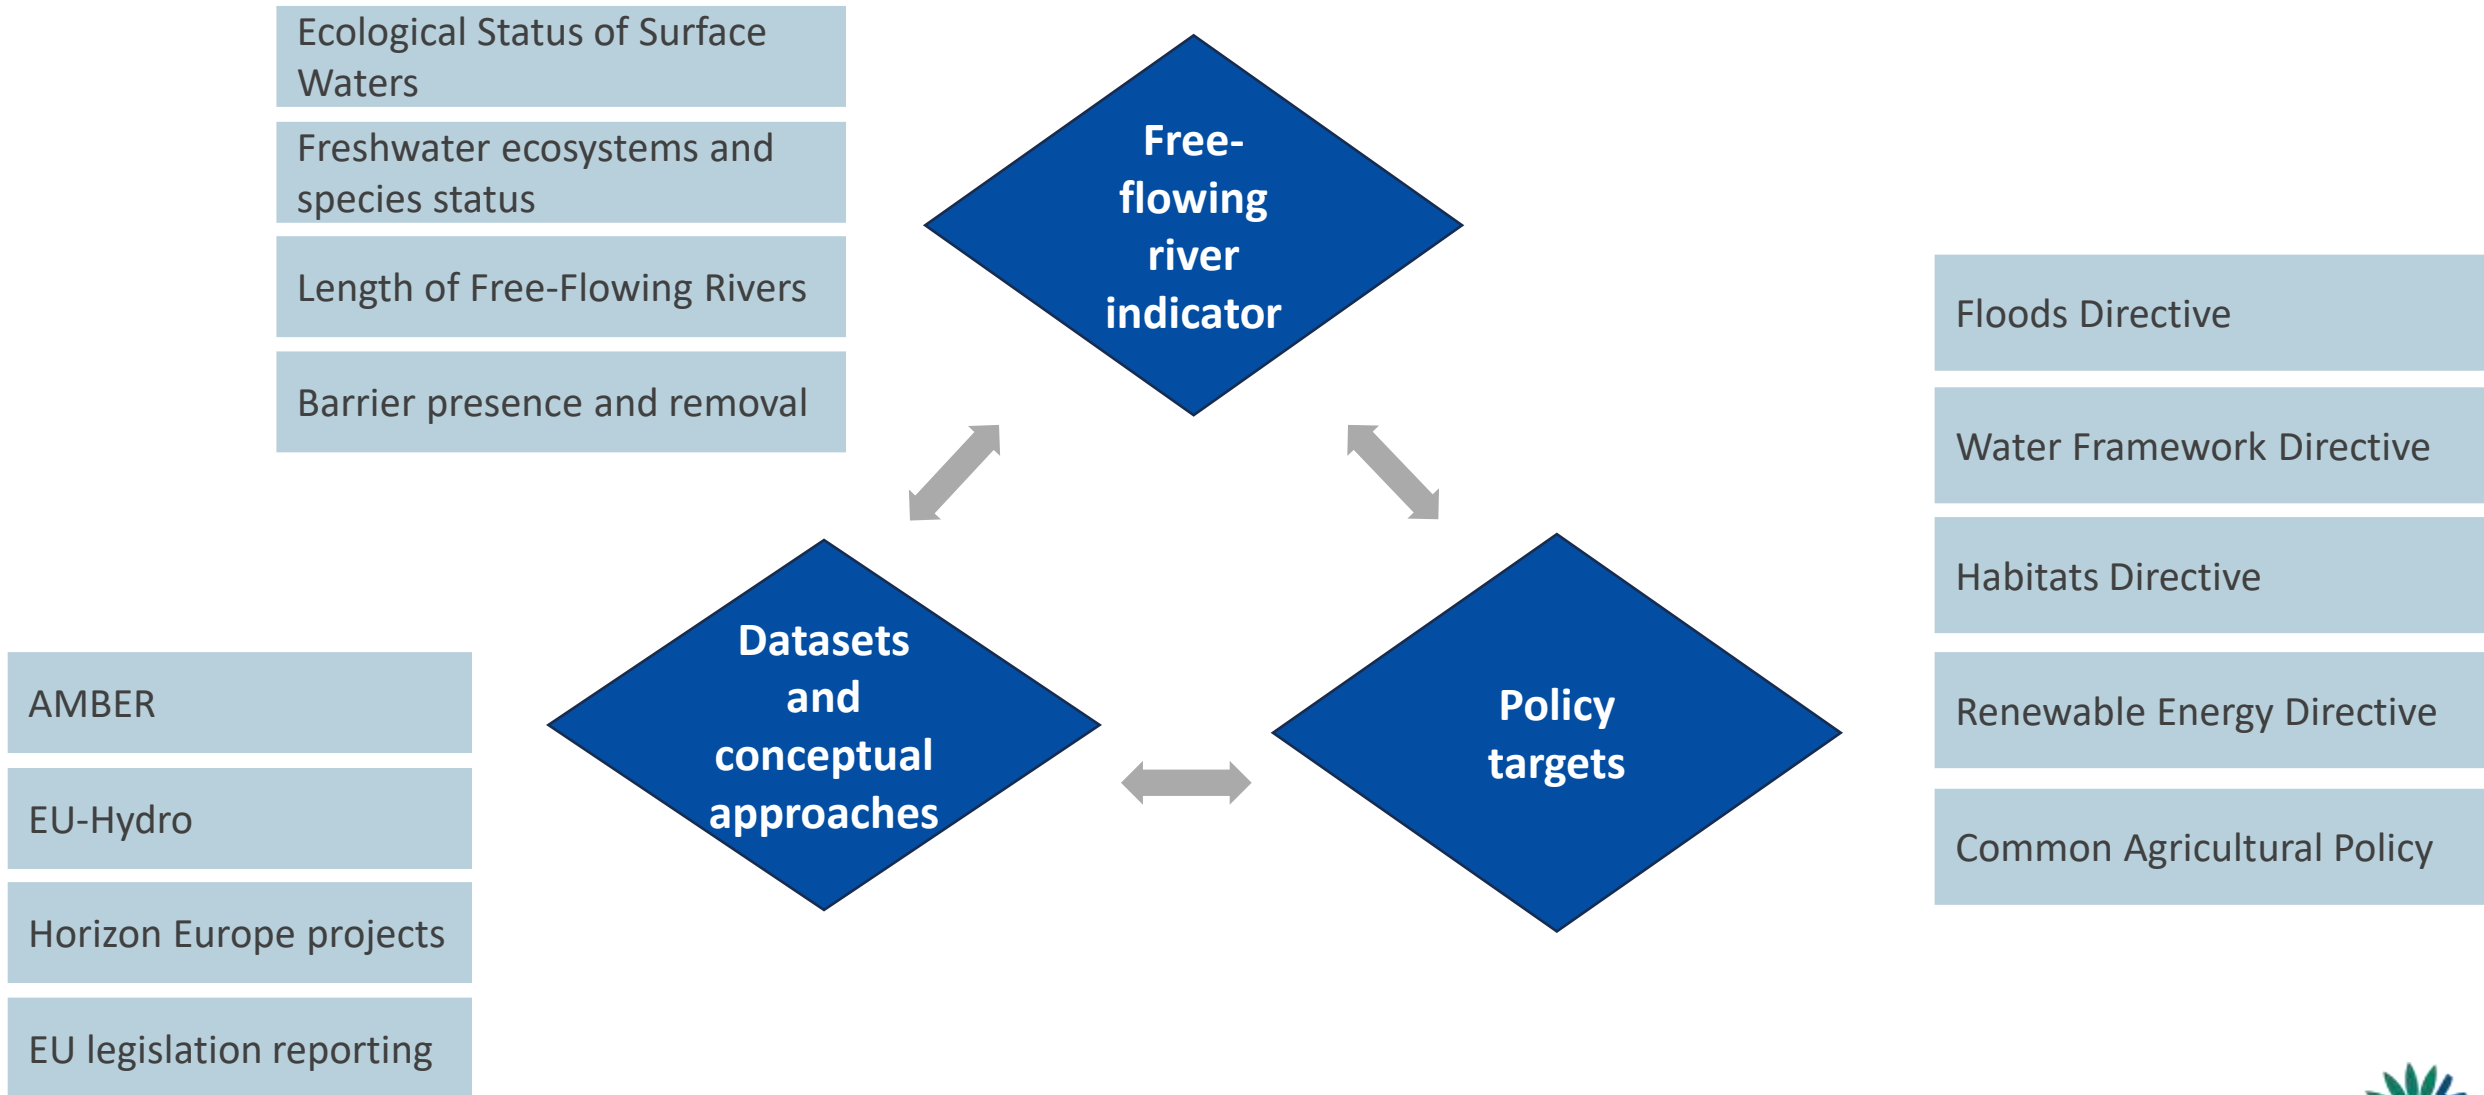 Ecological Status of Surface
Waters
Freshwater ecosystems and
species status
Length of Free-Flowing Rivers
Barrier presence and removal
Free-
flowing
river
indicator
Floods Directive
Water Framework Directive
Habitats Directive
Renewable Energy Directive
Common Agricultural Policy
Datasets
and
conceptual
approaches
Policy
targets
AMBER
EU-Hydro
Horizon Europe projects
EU legislation reporting